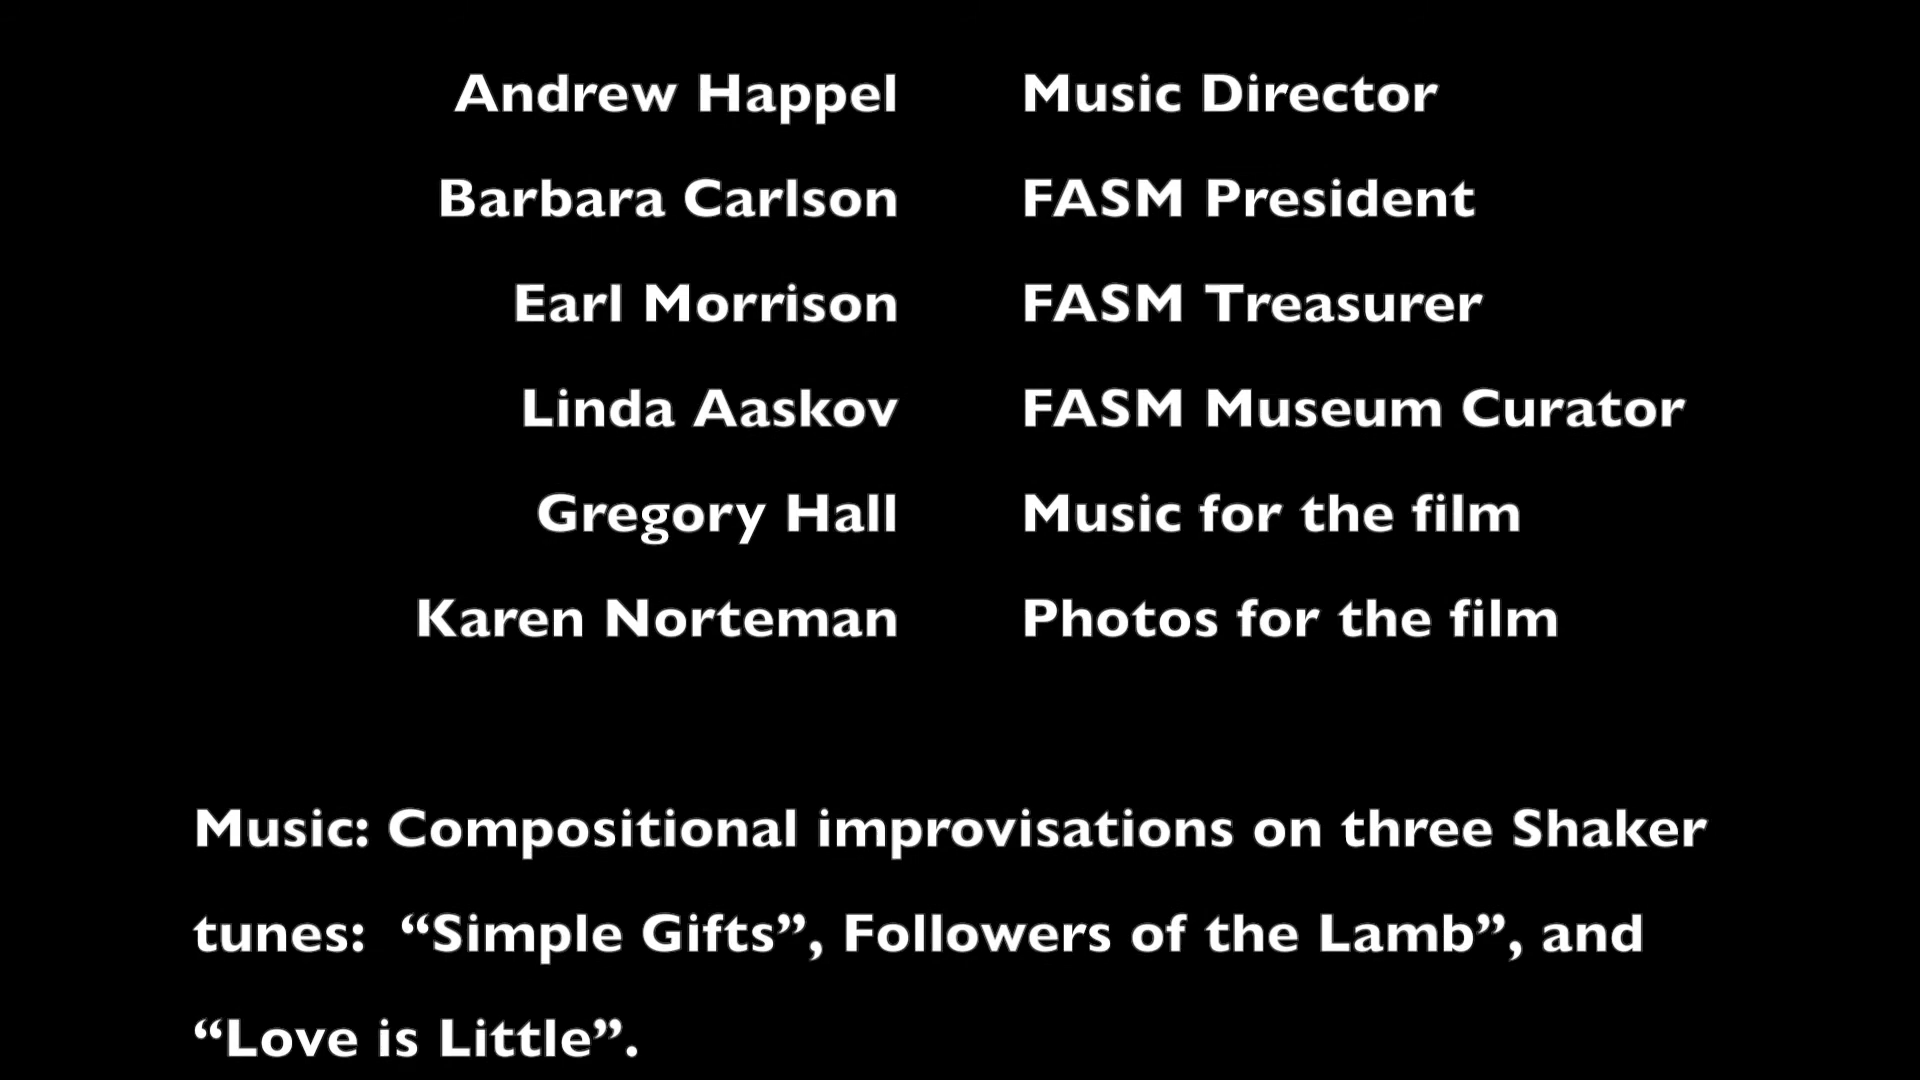 Andrew Happel Music Director
Barbara Carlson FASM President
Earl Morrison FASM Treasurer
Linda Aaskov FASM Museum Curator
Gregory Hall Music for the film
Karen Norteman Photos for the film
Music: Compositional improvisations on three Shaker
tunes:  “Simple Gifts”, Followers of the Lamb”, and
“Love is Little”.